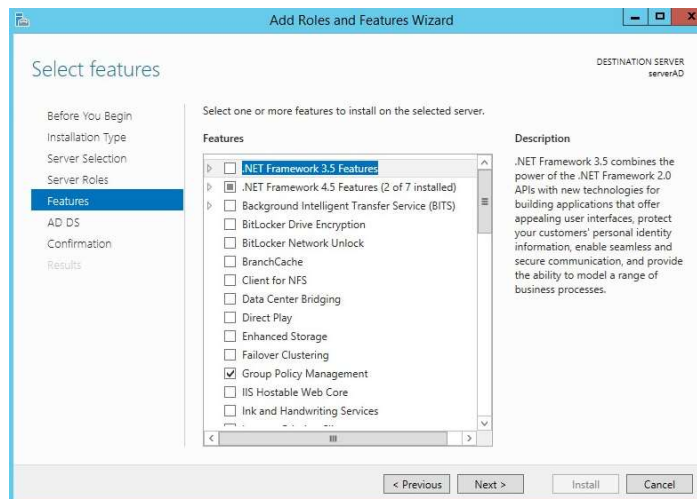 Add Roles and Features Wizard
Select features
DESTINATION SERVER
serverAD
Before You Begin
Installation Type
Server Selection
Server Roles
Features
AD DS
Confirmation
Results
Select one or more features to install on the selected server.
Features
.NET Framework 3.5 Features
.NET Framework 4.5 Features (2 of 7 installed)
Background Intelligent Transfer Service (BITS)
BitLocker Drive Encryption
BitLocker Network Unlock
BranchCache
Client for NFS
Data Center Bridging
Direct Play
Enhanced Storage
Failover Clustering
Group Policy Management
IIS Hostable Web Core
Ink and Handwriting Services
Description
.NET Framework 3.5 combines the
power of the .NET Framework 2.0
APIs with new technologies for
building applications that offer
appealing user interfaces, protect
your customers' personal identity
information, enable seamless and
secure communication, and provide
the ability to model a range of
business processes.
< Previous
Next >
Install
Cancel